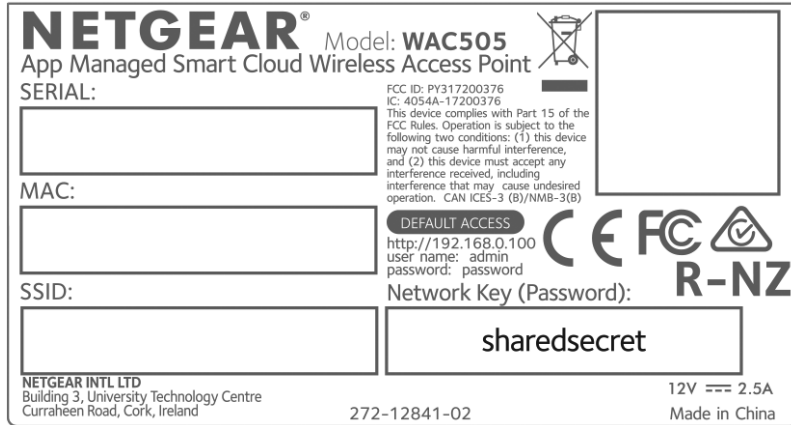 NETGEAR® Model: WAC505
App Managed Smart Cloud Wireless Access Point
SERIAL:
MAC:
SSID:
FCC ID: PY317200376
IC: 4054A-17200376
This device complies with Part 15 of the
FCC Rules. Operation is subject to the
following two conditions: (1) this device
may not cause harmful interference,
and (2) this device must accept any
interference received, including
interference that may cause undesired
operation. CAN ICES-3 (B)/NMB-3(B)
DEFAULT ACCESS
http://192.168.0.100
user name: admin
password: password
CE FC
R-NZ
Network Key (Password):
sharedsecret
NETGEAR INTL LTD
Building 3, University Technology Centre
Curraheen Road, Cork, Ireland
272-12841-02
12V 2.5A
Made in China